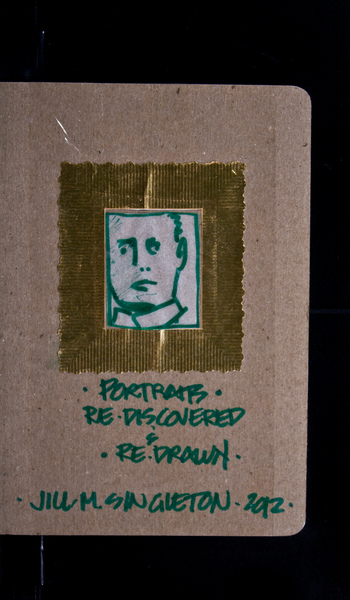 · PORTRAITS ·
RE·DISCOVERED
&
· RE·DRAWN ·
· JILL M. SINGLETON · 2012 ·